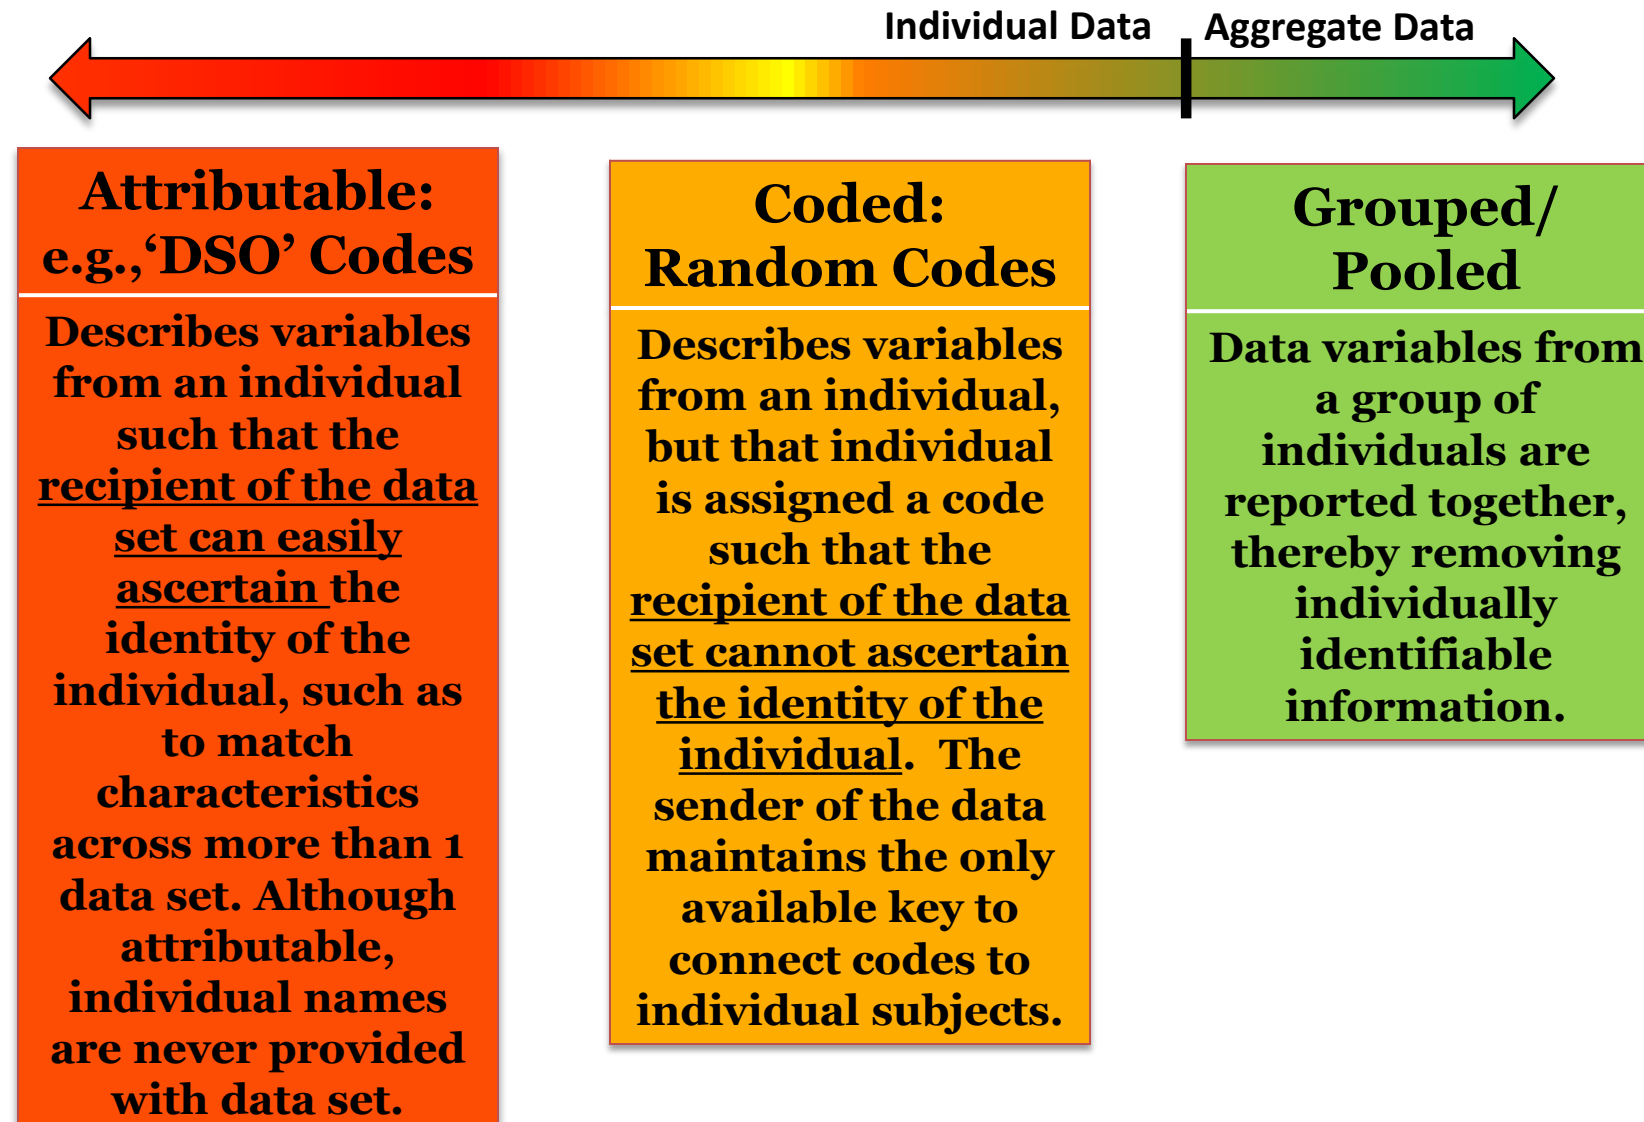 Individual Data
Aggregate Data
Attributable:
e.g.,‘DSO’ Codes
Describes variables
from an individual
such that the
recipient of the data
set can easily
ascertain the
identity of the
individual, such as
to match
characteristics
across more than 1
data set. Although
attributable,
individual names
are never provided
with data set.
Coded:
Random Codes
Describes variables
from an individual,
but that individual
is assigned a code
such that the
recipient of the data
set cannot ascertain
the identity of the
individual.  The
sender of the data
maintains the only
available key to
connect codes to
individual subjects.
Grouped/
Pooled
Data variables from
a group of
individuals are
reported together,
thereby removing
individually
identifiable
information.